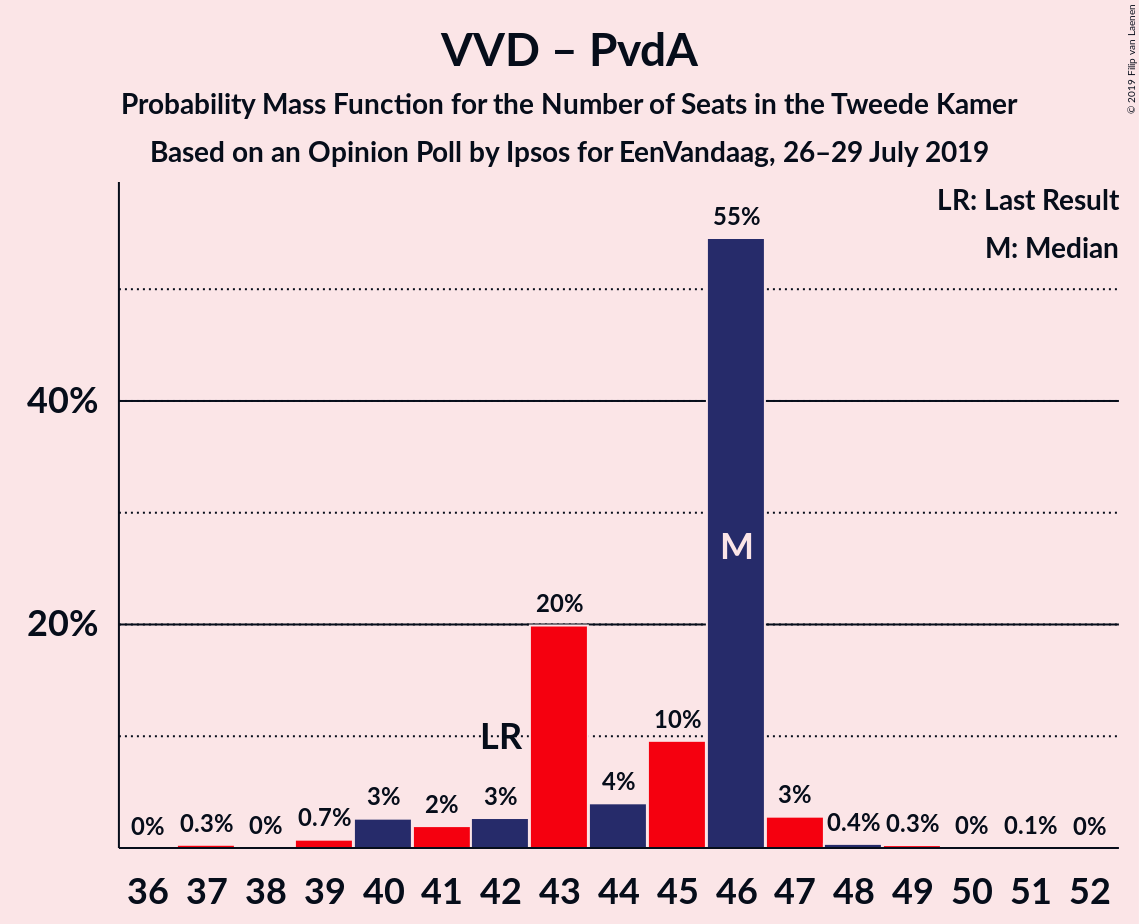 VVD – PvdA
Probability Mass Function for the Number of Seats in the Tweede Kamer
Based on an Opinion Poll by Ipsos for EenVandaag, 26–29 July 2019
© 2019 Filip van Laenen
LR: Last Result
M: Median
55%
40%
M
20%
20%
10%
LR
4%
3%
3%
3%
2%
0.7%
0% 0.3% 0% 0.4% 0.3% 0% 0.1% 0%
36 37 38 39 40 41 42 43 44 45 46 47 48 49 50 51 52